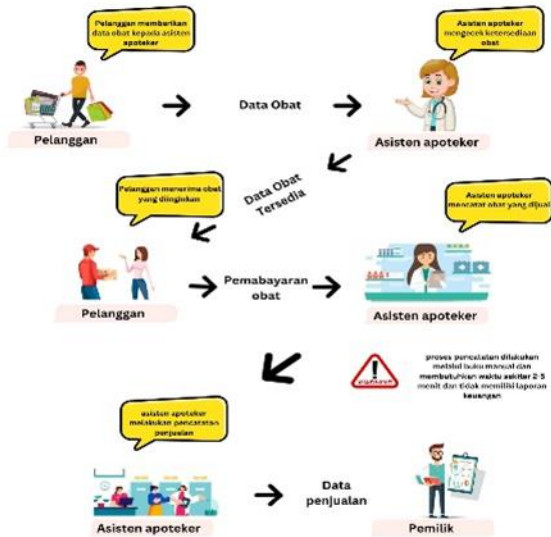 Pelanggan memberikan
data obat kepada asisten
apoteker
Asisten apoteker
mengecek ketersediaan
obat
Data Obat
Pelanggan
Asisten apoteker
Data Obat
Tersedia
Pelanggan menerima obat
yang diinginkan
Asisten apoteker
mencatat obat yang dijual
Pemabayaran
obat
Pelanggan
Asisten apoteker
proses pencatatan dilakukan
melalui buku manual dan
membutuhkan waktu sekitar 2-5
menit dan tidak memiliki laporan
keuangan
asisten apoteker
melakukan pencatatan
penjualan
Data
penjualan
Asisten apoteker
Pemilik